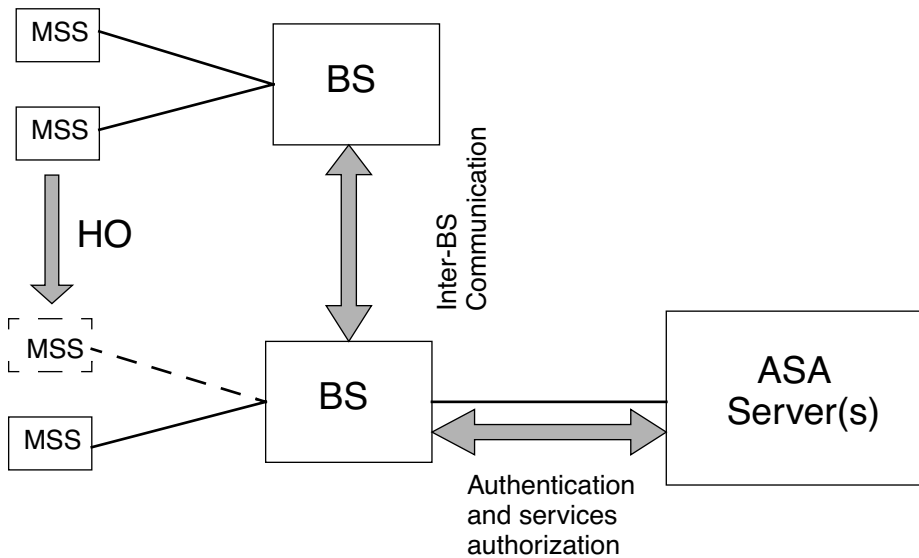 MSS
BS
MSS
Inter-BS
Communication
HO
MSS
BS
MSS
ASA
Server(s)
Authentication
and services
authorization